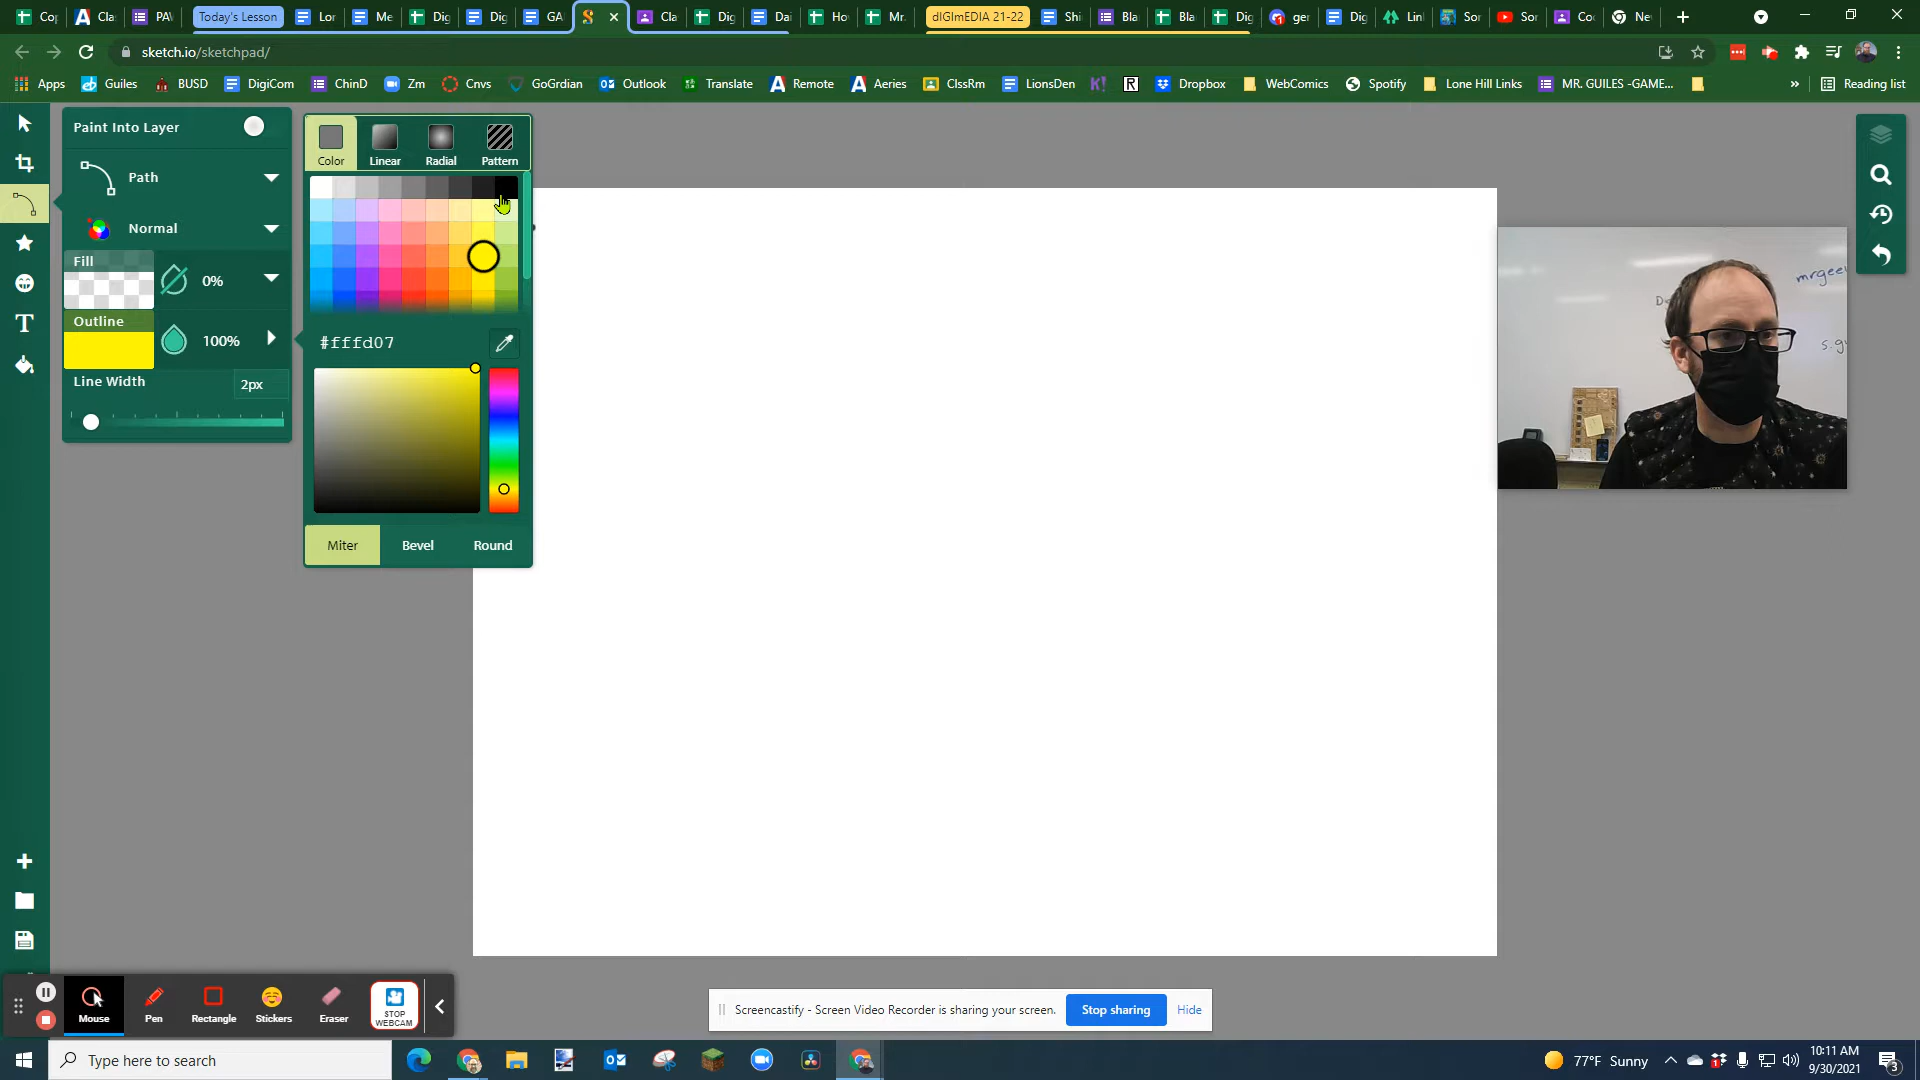 Co
Cla
PAV
Today's Lesson
Lor
Me
Dig
Dig
GA
Cla
Dig
Dai
Ho
Mr.
dIGImEDIA 21-22
Shi
Bla
Bla
Dig
ger
Dig
Lin
Sor
Sor
Co
Ne
sketch.io/sketchpad/
Apps
Guiles
BUSD
DigiCom
ChinD
Zm
Cnvs
GoGrdian
Outlook
Translate
Remote
Aeries
ClssRm
LionsDen
K!
R
Dropbox
WebComics
Spotify
Lone Hill Links
MR. GUILES -GAME...
»
Reading list
Paint Into Layer
Path
Normal
Fill
0%
Outline
100%
Line Width
2px
Color
Linear
Radial
Pattern
#fffd07
Miter
Bevel
Round
T
mrgee
s.g
Mouse
Pen
Rectangle
Stickers
STOP
WEBCAM
Eraser
Screencastify - Screen Video Recorder is sharing your screen.
Stop sharing
Hide
Type here to search
77°F Sunny
10:11 AM
9/30/2021
3